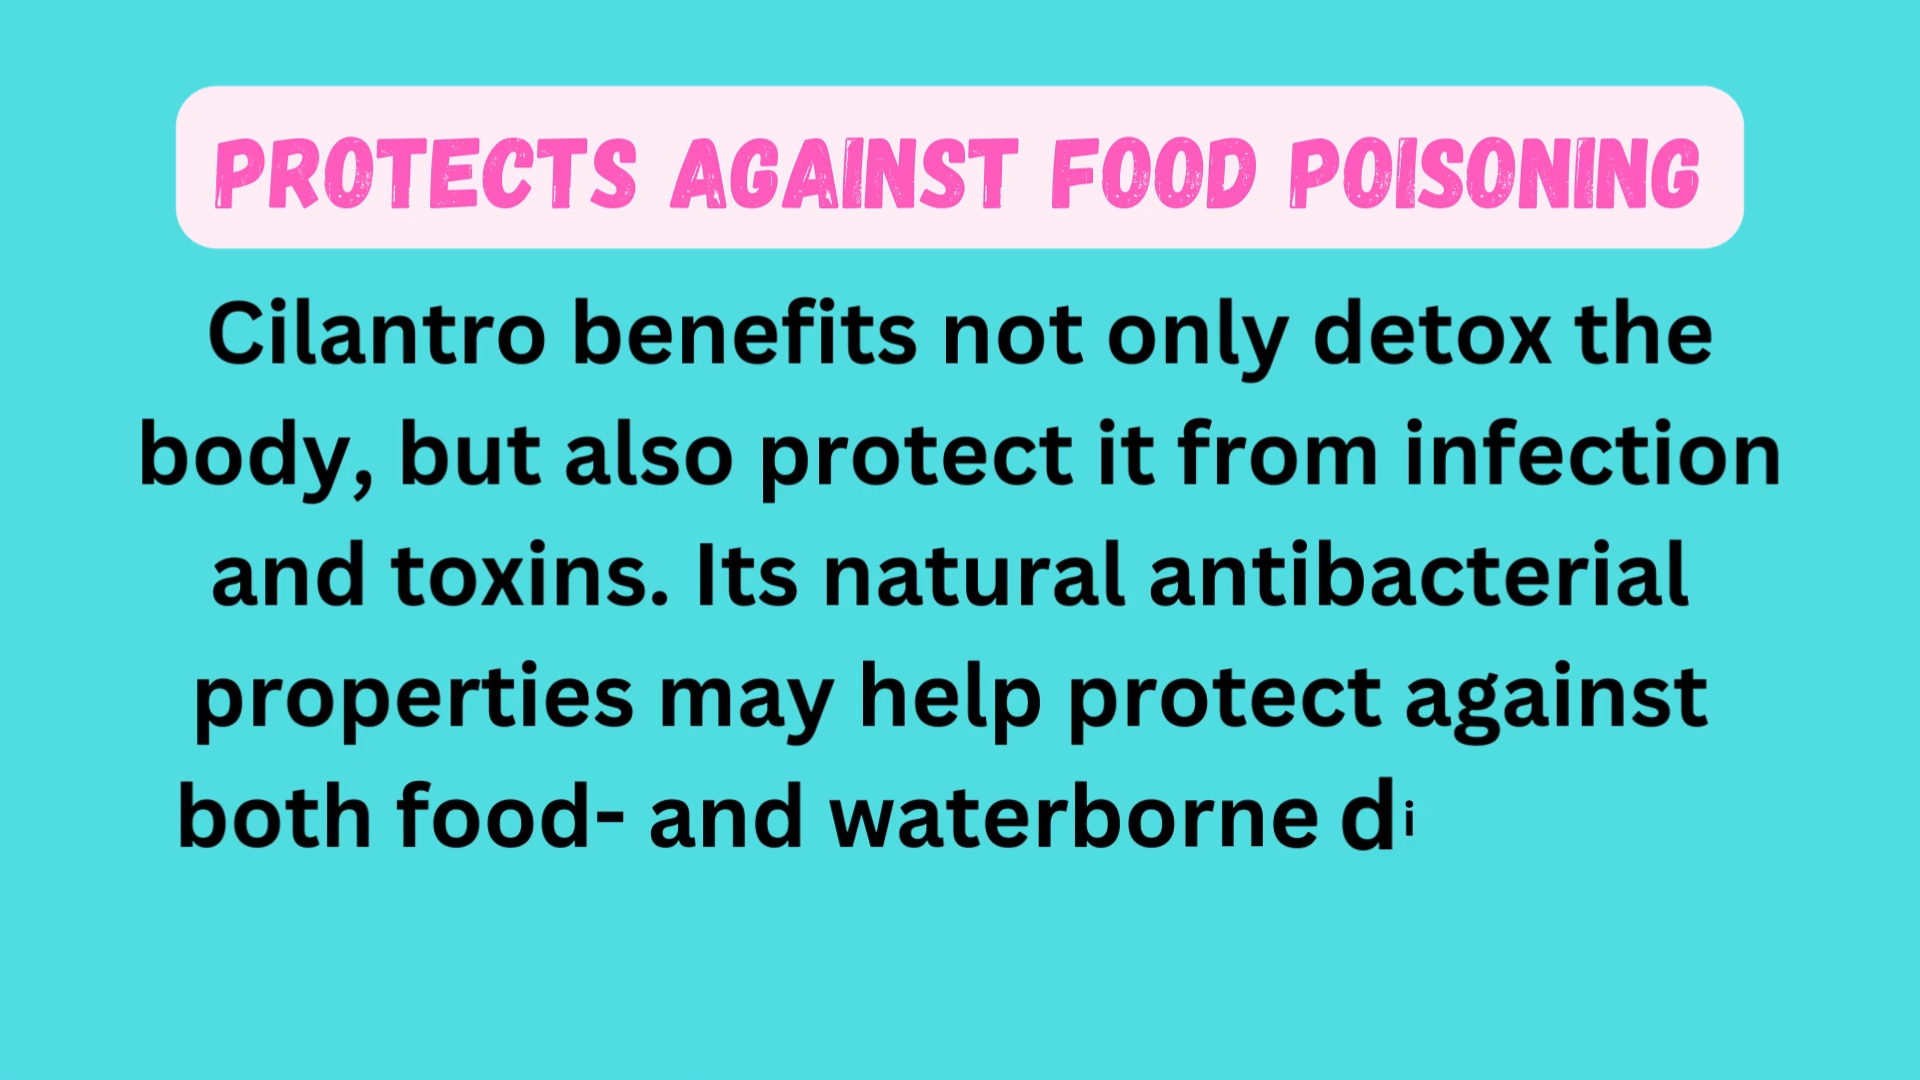 PROTECTS AGAINST FOOD POISONING
Cilantro benefits not only detox the
body, but also protect it from infection
and toxins. Its natural antibacterial
properties may help protect against
both food- and waterborne di